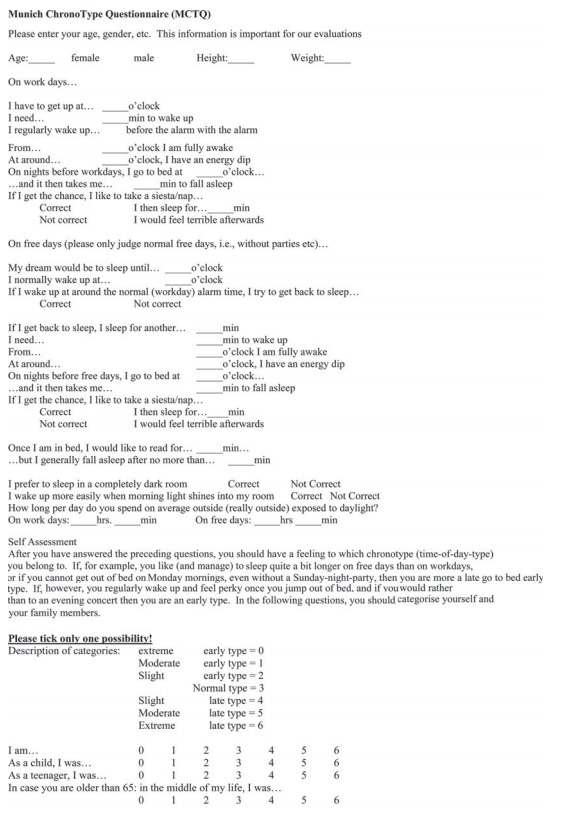 Munich ChronoType Questionnaire (MCTQ)
Please enter your age, gender, etc. This information is important for our evaluations
Age:_____ female male Height:_____ Weight:_____
On work days…
I have to get up at… _____o’clock
I need… _____min to wake up
I regularly wake up… before the alarm with the alarm
From… _____o’clock I am fully awake
At around… _____o’clock, I have an energy dip
On nights before workdays, I go to bed at _____o’clock…
…and it then takes me… _____min to fall asleep
If I get the chance, I like to take a siesta/nap…
Correct I then sleep for…_____min
Not correct I would feel terrible afterwards
On free days (please only judge normal free days, i.e., without parties etc)…
My dream would be to sleep until… _____o’clock
I normally wake up at… _____o’clock
If I wake up at around the normal (workday) alarm time, I try to get back to sleep…
Correct Not correct
If I get back to sleep, I sleep for another… _____min
I need… _____min to wake up
From… _____o’clock I am fully awake
At around… _____o’clock, I have an energy dip
On nights before free days, I go to bed at _____o’clock…
…and it then takes me… _____min to fall asleep
If I get the chance, I like to take a siesta/nap…
Correct I then sleep for…____min
Not correct I would feel terrible afterwards
Once I am in bed, I would like to read for… _____min…
…but I generally fall asleep after no more than… _____min
I prefer to sleep in a completely dark room Correct Not Correct
I wake up more easily when morning light shines into my room Correct Not Correct
How long per day do you spend on average outside (really outside) exposed to daylight?
On work days:_____hrs. _____min On free days: _____hrs _____min
Self Assessment
After you have answered the preceding questions, you should have a feeling to which chronotype (time-of-day-type)
you belong to. If, for example, you like (and manage) to sleep quite a bit longer on free days than on workdays,
or if you cannot get out of bed on Monday mornings, even without a Sunday-night-party, then you are more a late go to bed early
type. If, however, you regularly wake up and feel perky once you jump out of bed, and if you would rather
than to an evening concert then you are an early type. In the following questions, you should categorise yourself and
your family members.
Please tick only one possibility!
Description of categories: extreme early type = 0
Moderate early type = 1
Slight early type = 2
Normal type = 3
Slight late type = 4
Moderate late type = 5
Extreme late type = 6
I am… 0 1 2 3 4 5 6
As a child, I was… 0 1 2 3 4 5 6
As a teenager, I was… 0 1 2 3 4 5 6
In case you are older than 65: in the middle of my life, I was…
0 1 2 3 4 5 6